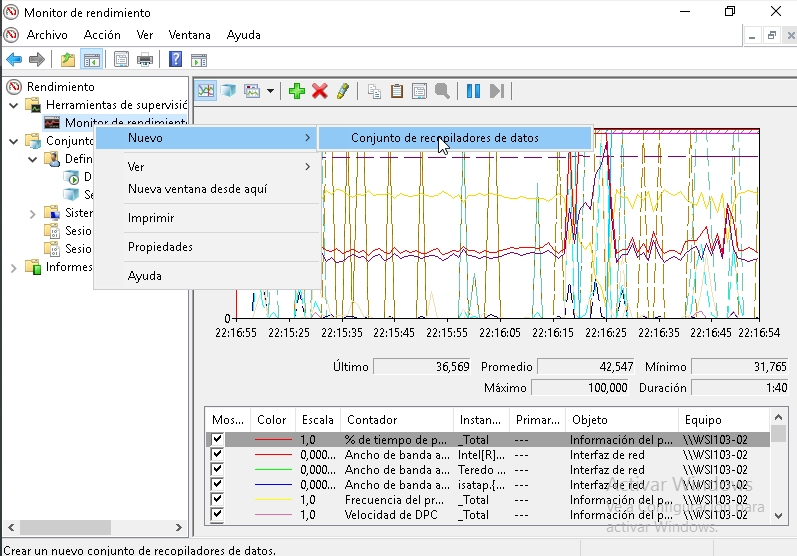 Monitor de rendimiento
Archivo Acción Ver Ventana Ayuda
Rendimiento
Herramientas de supervisió
Monitor de rendimient
Conjunto
Defin
D
Se
Sister
Sesio
Sesio
Informes
Nuevo
Ver
Nueva ventana desde aquí
Imprimir
Propiedades
Ayuda
Conjunto de recopiladores de datos
0
22:16:55 22:15:25 22:15:35 22:15:45 22:15:55 22:16:05 22:16:15 22:16:25 22:16:35 22:16:45 22:16:54
Último 36,569 Promedio 42,547 Mínimo 31,765
Máximo 100,000 Duración 1:40
Mos... Color Escala Contador Instan... Primar... Objeto Equipo
1,0 % de tiempo de p... _Total --- Información del p... \\WSI103-02
0,000... Ancho de banda a... Intel[R]... --- Interfaz de red \\WSI103-02
0,000... Ancho de banda a... Teredo ... --- Interfaz de red \\WSI103-02
0,000... Ancho de banda a... isatap.{... --- Interfaz de red \\WSI103-02
1,0 Frecuencia del pr... _Total --- Información del p... \\WSI103-02
1,0 Velocidad de DPC _Total --- Información del p... \\WSI103-02
Activar Windows
Ve a Configuración para
activar Windows.
Crear un nuevo conjunto de recopiladores de datos.